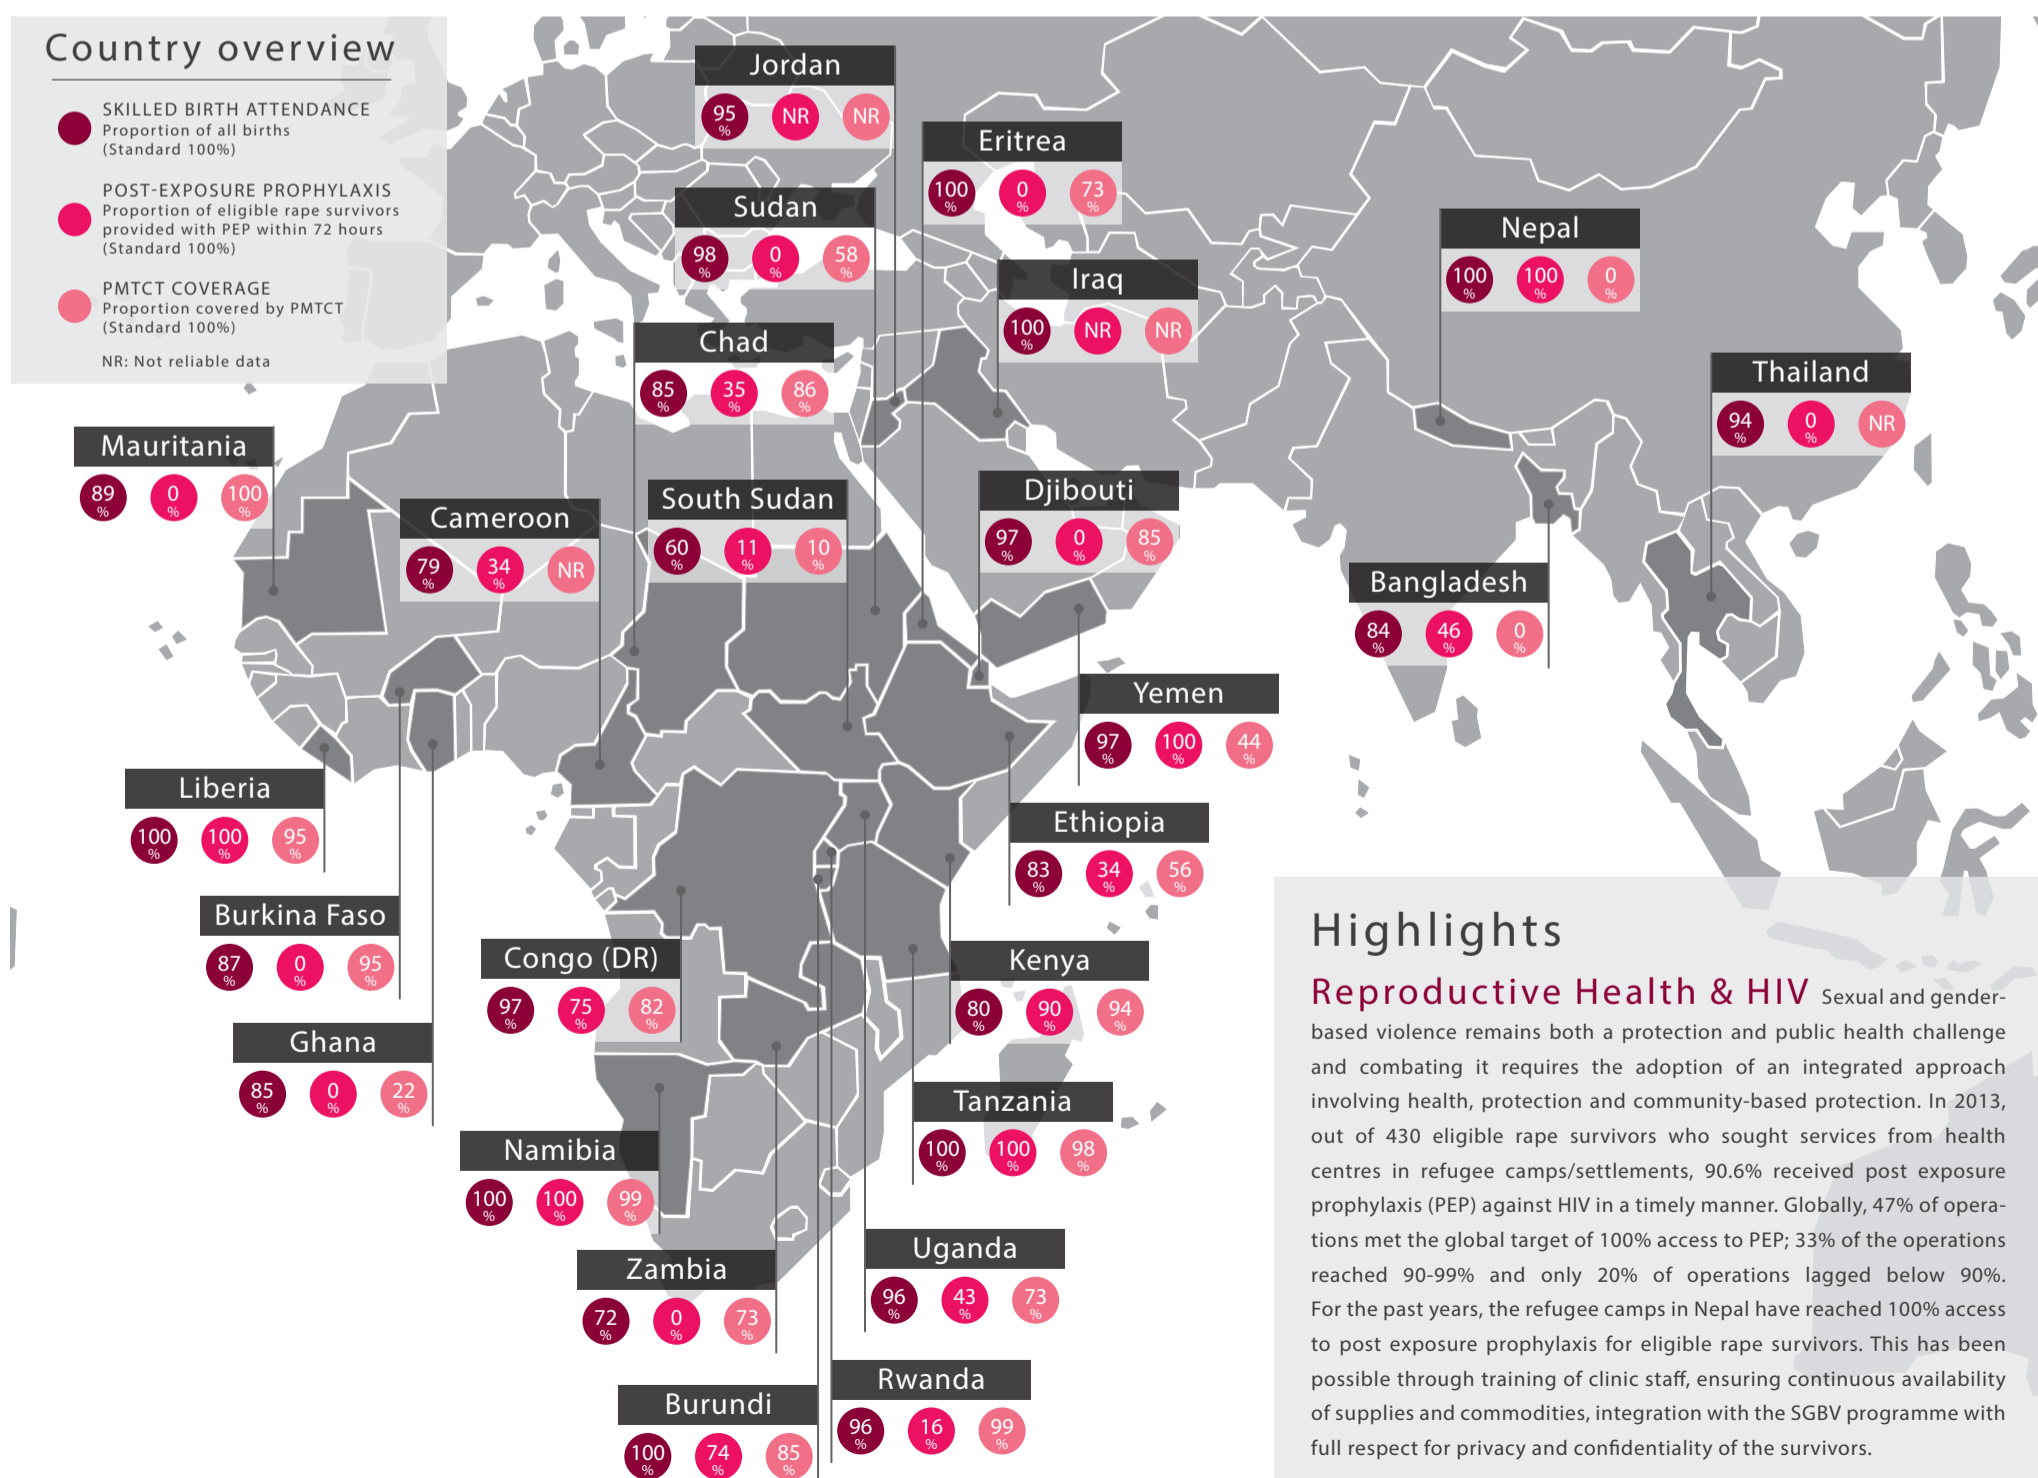 Country overview
SKILLED BIRTH ATTENDANCE
Proportion of all births
(Standard 100%)
POST-EXPOSURE PROPHYLAXIS
Proportion of eligible rape survivors
provided with PEP within 72 hours
(Standard 100%)
PMTCT COVERAGE
Proportion covered by PMTCT
(Standard 100%)
NR: Not reliable data
Jordan
95% NR NR
Eritrea
100% 0% 73%
Sudan
98% 0% 58%
Nepal
100% 100% 0%
Iraq
100% NR NR
Chad
85% 35% 86%
Thailand
94% 0% NR
Mauritania
89% 0% 100%
Cameroon
79% 34% NR
South Sudan
60% 11% 10%
Djibouti
97% 0% 85%
Bangladesh
84% 46% 0%
Yemen
97% 100% 44%
Liberia
100% 100% 95%
Ethiopia
83% 34% 56%
Burkina Faso
87% 0% 95%
Congo (DR)
97% 75% 82%
Kenya
80% 90% 94%
Ghana
85% 0% 22%
Tanzania
100% 100% 98%
Namibia
100% 100% 99%
Uganda
96% 43% 73%
Zambia
72% 0% 73%
Rwanda
96% 16% 99%
Burundi
100% 74% 85%
Highlights
Reproductive Health & HIV Sexual and gender-
based violence remains both a protection and public health challenge
and combating it requires the adoption of an integrated approach
involving health, protection and community-based protection. In 2013,
out of 430 eligible rape survivors who sought services from health
centres in refugee camps/settlements, 90.6% received post exposure
prophylaxis (PEP) against HIV in a timely manner. Globally, 47% of opera-
tions met the global target of 100% access to PEP; 33% of the operations
reached 90-99% and only 20% of operations lagged below 90%.
For the past years, the refugee camps in Nepal have reached 100% access
to post exposure prophylaxis for eligible rape survivors. This has been
possible through training of clinic staff, ensuring continuous availability
of supplies and commodities, integration with the SGBV programme with
full respect for privacy and confidentiality of the survivors.